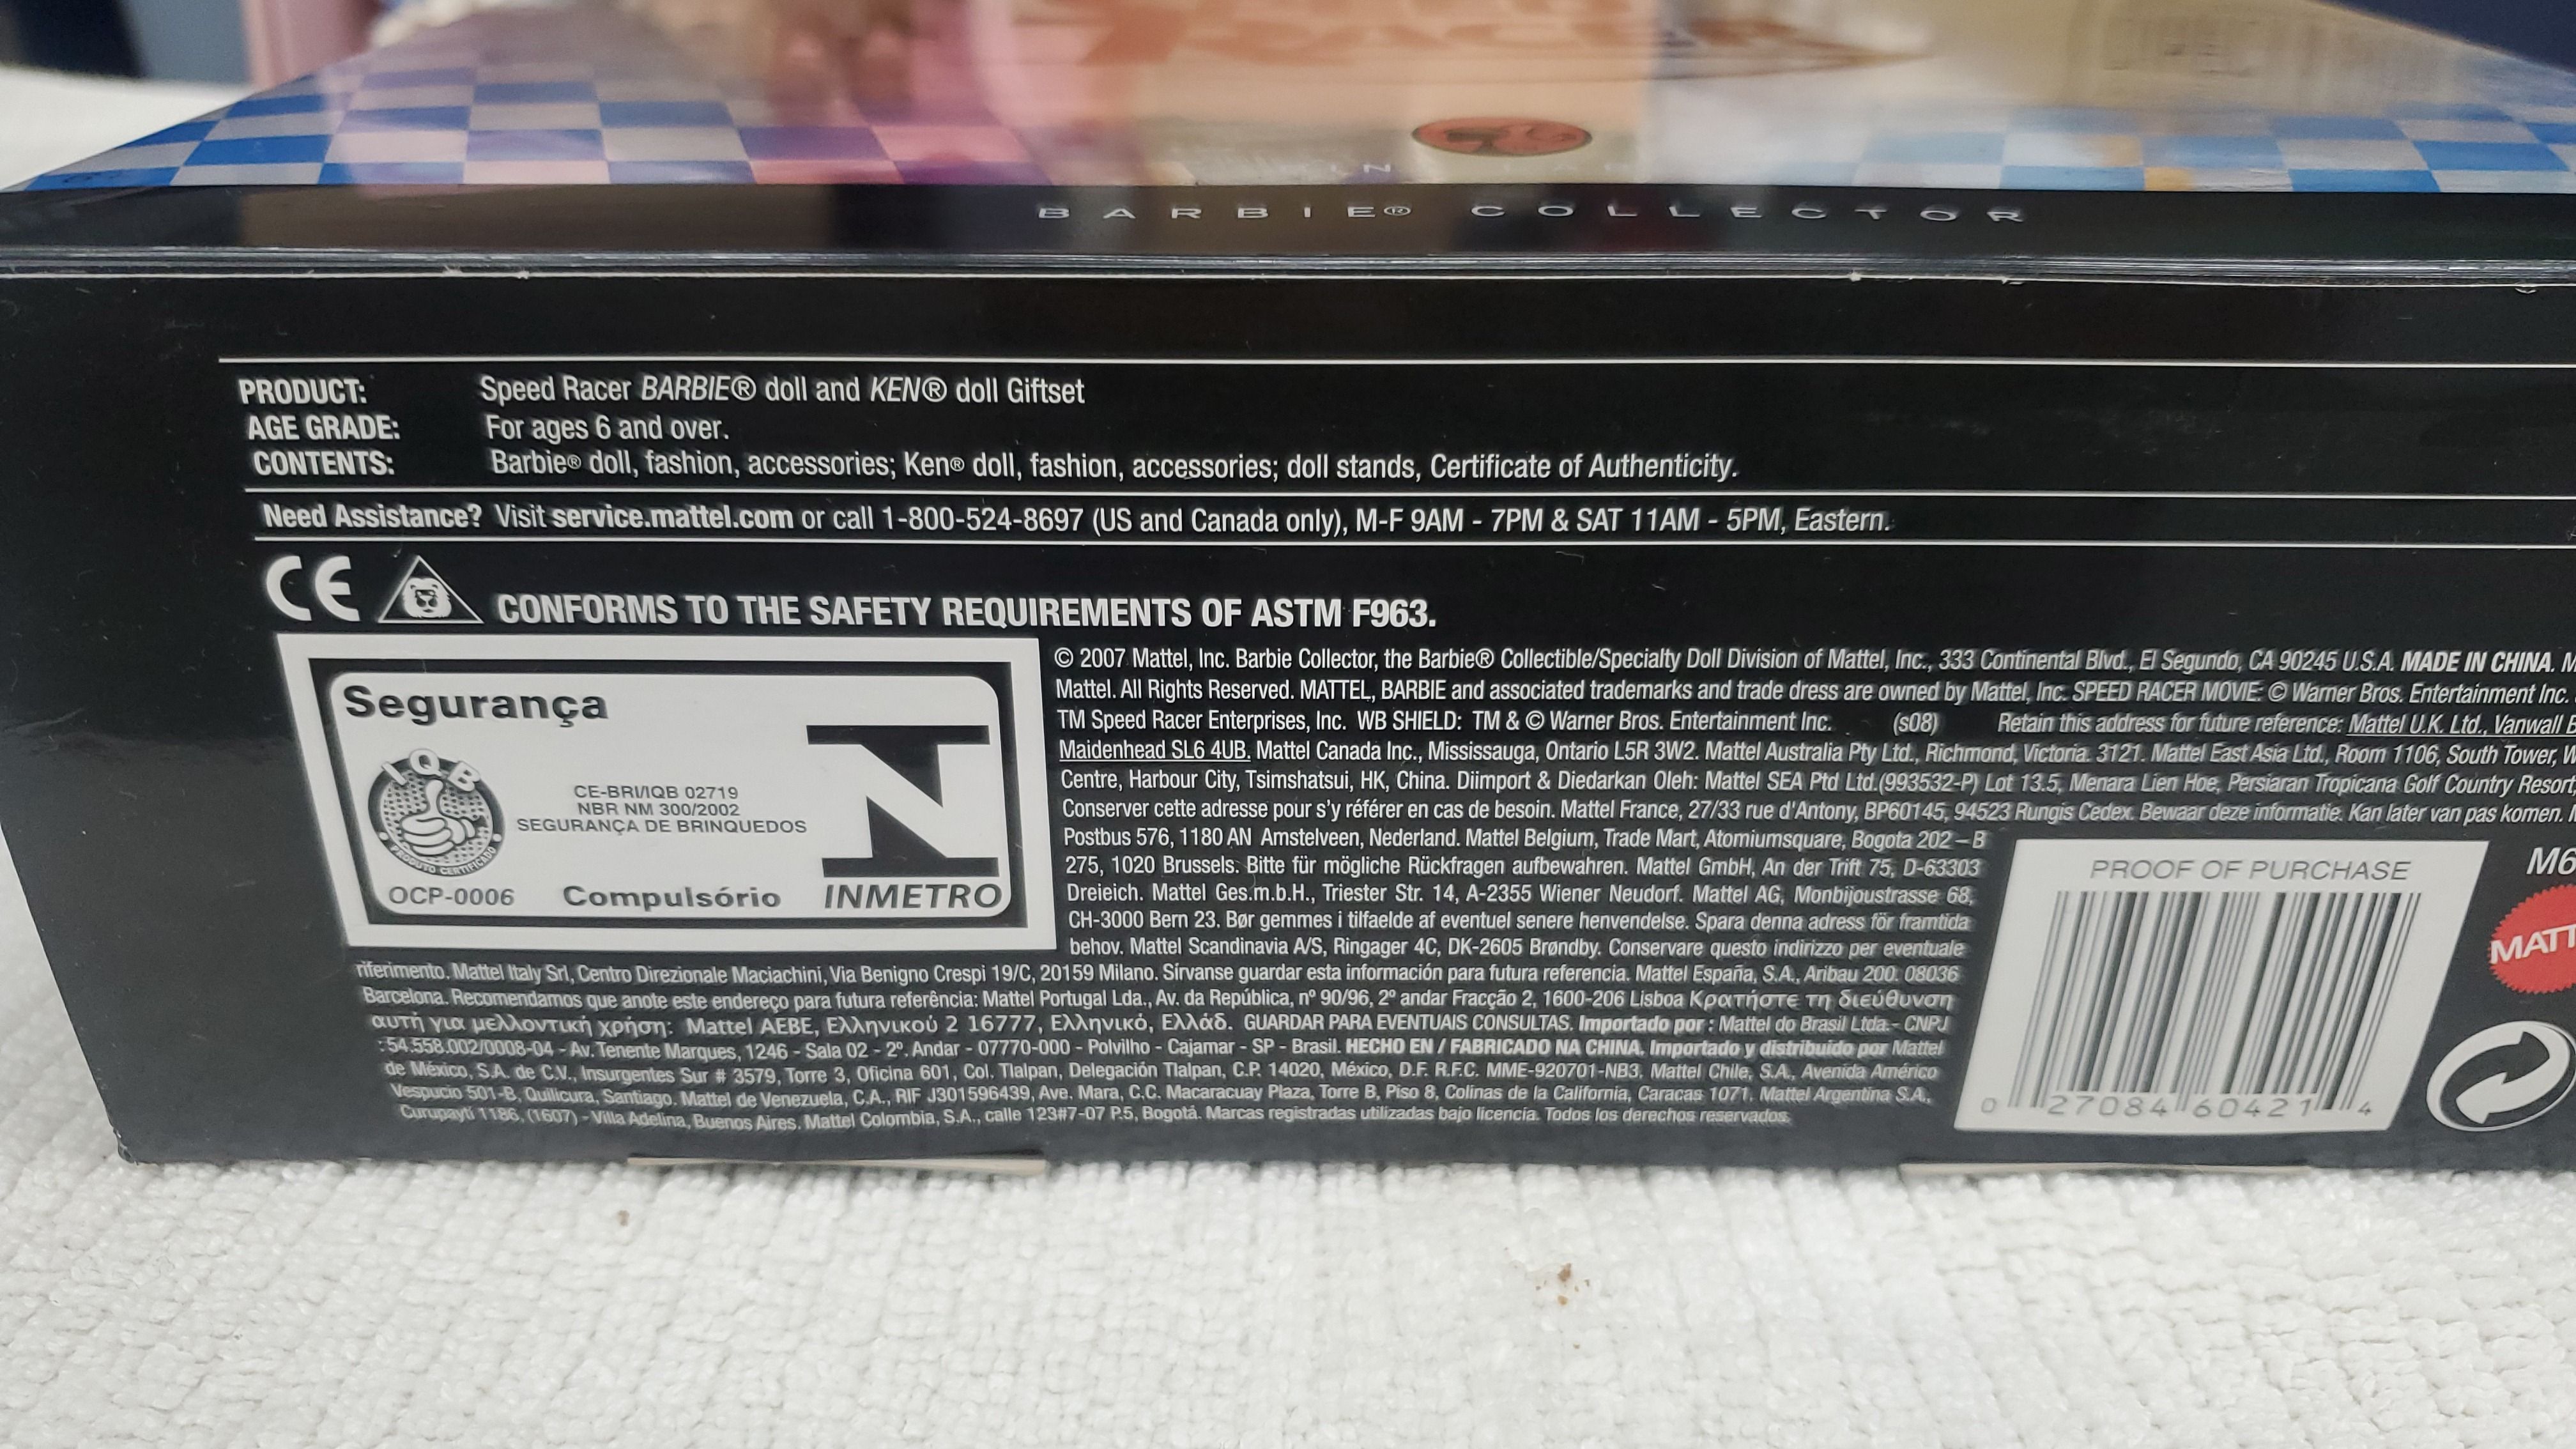 BARBIE® COLLECTOR
PRODUCT: Speed Racer BARBIE® doll and KEN® doll Giftset
AGE GRADE: For ages 6 and over.
CONTENTS: Barbie® doll, fashion, accessories; Ken® doll, fashion, accessories; doll stands, Certificate of Authenticity.
Need Assistance? Visit service.mattel.com or call 1-800-524-8697 (US and Canada only), M-F 9AM - 7PM & SAT 11AM - 5PM, Eastern.
CE CONFORMS TO THE SAFETY REQUIREMENTS OF ASTM F963.
Segurança
IQB
CE-BRI/IQB 02719
NBR NM 300/2002
SEGURANÇA DE BRINQUEDOS
PRODUTO CERTIFICADO
OCP-0006 Compulsório INMETRO
© 2007 Mattel, Inc. Barbie Collector, the Barbie® Collectible/Specialty Doll Division of Mattel, Inc., 333 Continental Blvd., El Segundo, CA 90245 U.S.A. MADE IN CHINA.
Mattel. All Rights Reserved. MATTEL, BARBIE and associated trademarks and trade dress are owned by Mattel, Inc. SPEED RACER MOVIE: © Warner Bros. Entertainment Inc.
TM Speed Racer Enterprises, Inc. WB SHIELD: TM & © Warner Bros. Entertainment Inc. (s08) Retain this address for future reference: Mattel U.K. Ltd., Vanwall
Maidenhead SL6 4UB. Mattel Canada Inc., Mississauga, Ontario L5R 3W2. Mattel Australia Pty Ltd., Richmond, Victoria. 3121. Mattel East Asia Ltd., Room 1106, South Tower,
Centre, Harbour City, Tsimshatsui, HK, China. Diimport & Diedarkan Oleh: Mattel SEA Ptd Ltd.(993532-P) Lot 13.5, Menara Lien Hoe, Persiaran Tropicana Golf Country Resort,
Conserver cette adresse pour s'y référer en cas de besoin. Mattel France, 27/33 rue d'Antony, BP60145, 94523 Rungis Cedex. Bewaar deze informatie. Kan later van pas komen.
Postbus 576, 1180 AN Amstelveen, Nederland. Mattel Belgium, Trade Mart, Atomiumsquare, Bogota 202 – B
275, 1020 Brussels. Bitte für mögliche Rückfragen aufbewahren. Mattel GmbH, An der Trift 75, D-63303
Dreieich. Mattel Ges.m.b.H., Triester Str. 14, A-2355 Wiener Neudorf. Mattel AG, Monbijoustrasse 68,
CH-3000 Bern 23. Bør gemmes i tilfaelde af eventuel senere henvendelse. Spara denna adress för framtida
behov. Mattel Scandinavia A/S, Ringager 4C, DK-2605 Brøndby. Conservare questo indirizzo per eventuale
riferimento. Mattel Italy Srl, Centro Direzionale Maciachini, Via Benigno Crespi 19/C, 20159 Milano. Sírvanse guardar esta información para futura referencia. Mattel España, S.A., Aribau 200. 08036
Barcelona. Recomendamos que anote este endereço para futura referência: Mattel Portugal Lda., Av. da República, nº 90/96, 2º andar Fracção 2, 1600-206 Lisboa Κρατήστε τη διεύθυνση
αυτή για μελλοντική χρήση: Mattel AEBE, Ελληνικού 2 16777, Ελληνικό, Ελλάδ. GUARDAR PARA EVENTUAIS CONSULTAS. Importado por : Mattel do Brasil Ltda.- CNPJ
:54.558.002/0008-04 - Av. Tenente Marques, 1246 - Sala 02 - 2º. Andar - 07770-000 - Polvilho - Cajamar - SP - Brasil. HECHO EN / FABRICADO NA CHINA. Importado y distribuido por Mattel
de México, S.A. de C.V., Insurgentes Sur # 3579, Torre 3, Oficina 601, Col. Tlalpan, Delegación Tlalpan, C.P. 14020, México, D.F. R.F.C. MME-920701-NB3. Mattel Chile, S.A., Avenida Américo
Vespucio 501-B, Quilicura, Santiago. Mattel de Venezuela, C.A., RIF J301596439, Ave. Mara, C.C. Macaracuay Plaza, Torre B, Piso 8, Colinas de la California, Caracas 1071. Mattel Argentina S.A.,
Curupaytí 1186, (1607) - Villa Adelina, Buenos Aires. Mattel Colombia, S.A., calle 123#7-07 P.5, Bogotá. Marcas registradas utilizadas bajo licencia. Todos los derechos reservados.
PROOF OF PURCHASE
0 27084 60421 4
M6
MATT